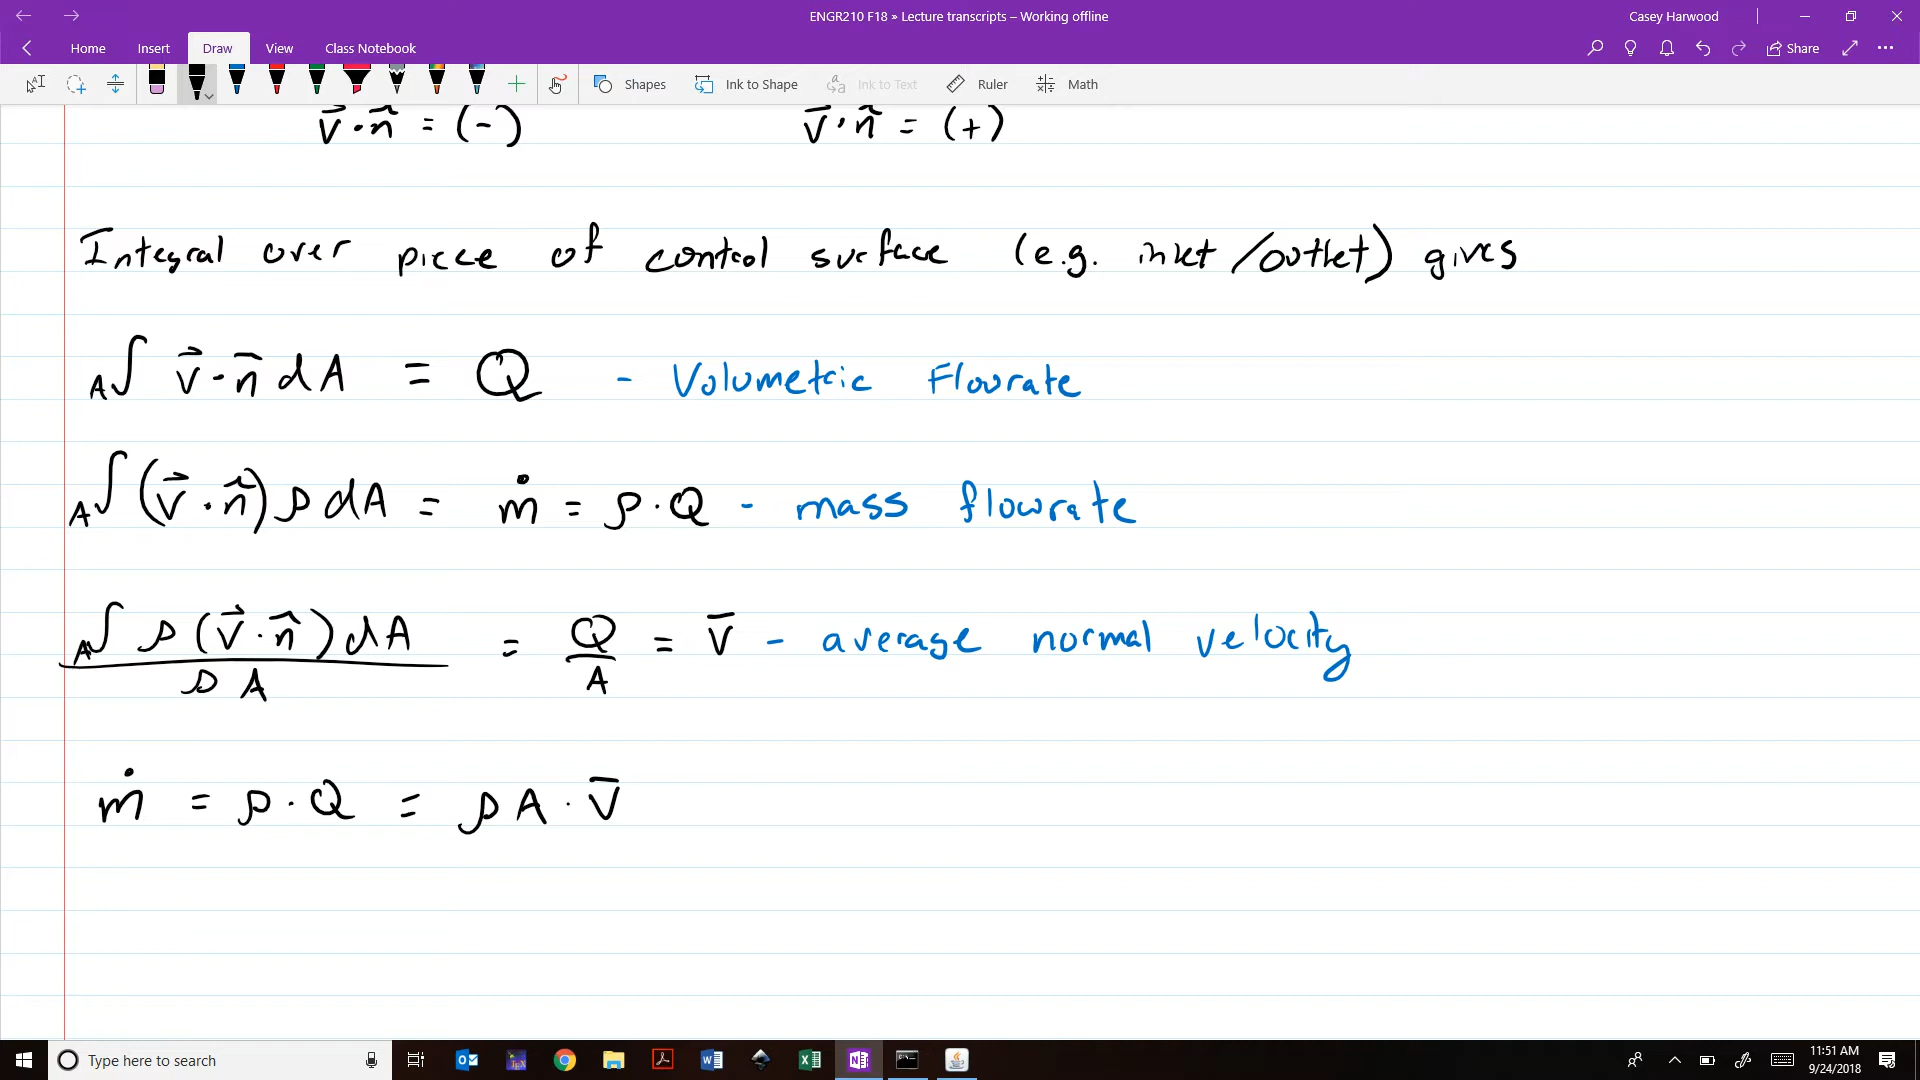 ENGR210 F18 » Lecture transcripts – Working offline
Casey Harwood
Home Insert Draw View Class Notebook
Share
Shapes Ink to Shape Ink to Text Ruler Math
v⃗ · n̂ = (-) v⃗ · n̂ = (+)
Integral over piece of control surface (e.g. inlet /outlet) gives
A∫ v⃗ · n̂ dA = Q - Volumetric Flowrate
A∫ (v⃗ · n̂) ρ dA = ṁ = ρ · Q - mass flowrate
A∫ ρ (v⃗ · n̂) dA / ρ A = Q / A = v̄ - average normal velocity
ṁ = ρ · Q = ρ A · v̄
Type here to search
11:51 AM
9/24/2018